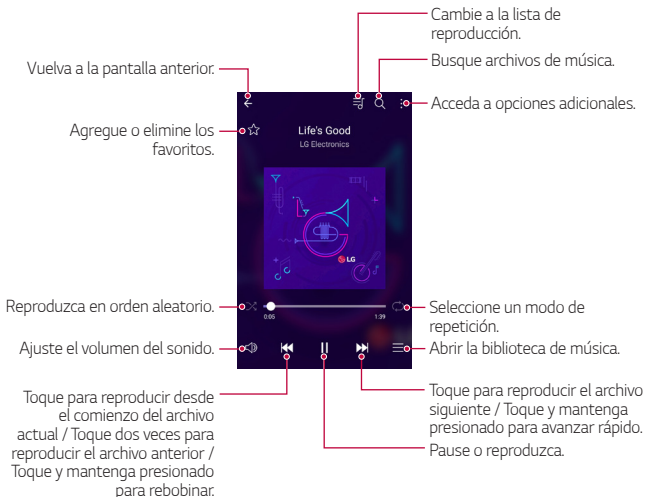 Cambie a la lista de
reproducción.
Vuelva a la pantalla anterior.
Busque archivos de música.
Acceda a opciones adicionales.
Agregue o elimine los
favoritos.
Life's Good
LG Electronics
LG
Reproduzca en orden aleatorio.
0:05
1:39
Seleccione un modo de
repetición.
Ajuste el volumen del sonido.
Abrir la biblioteca de música.
Toque para reproducir desde
el comienzo del archivo
actual / Toque dos veces para
reproducir el archivo anterior /
Toque y mantenga presionado
para rebobinar.
Toque para reproducir el archivo
siguiente / Toque y mantenga
presionado para avanzar rápido.
Pause o reproduzca.